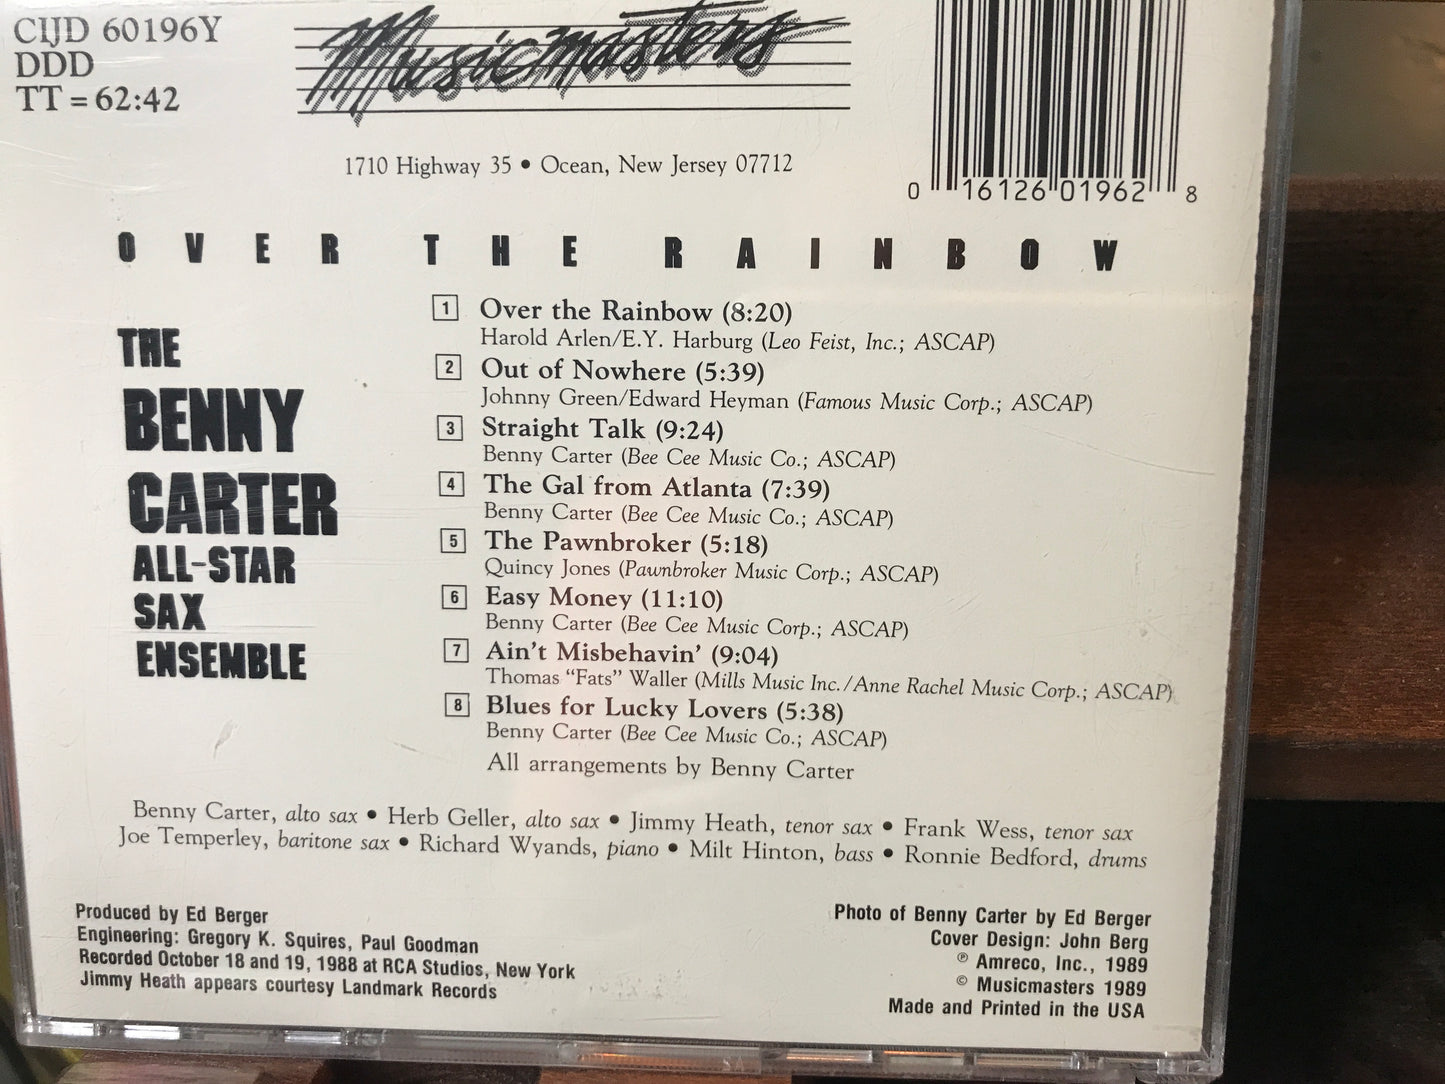 CIJD 60196Y
DDD
TT = 62:42
Musicmasters
1710 Highway 35 • Ocean, New Jersey 07712
0 16126 01962 8
OVER THE RAINBOW
THE
BENNY
CARTER
ALL-STAR
SAX
ENSEMBLE
1 Over the Rainbow (8:20)
Harold Arlen/E.Y. Harburg (Leo Feist, Inc.; ASCAP)
2 Out of Nowhere (5:39)
Johnny Green/Edward Heyman (Famous Music Corp.; ASCAP)
3 Straight Talk (9:24)
Benny Carter (Bee Cee Music Co.; ASCAP)
4 The Gal from Atlanta (7:39)
Benny Carter (Bee Cee Music Co.; ASCAP)
5 The Pawnbroker (5:18)
Quincy Jones (Pawnbroker Music Corp.; ASCAP)
6 Easy Money (11:10)
Benny Carter (Bee Cee Music Corp.; ASCAP)
7 Ain't Misbehavin' (9:04)
Thomas "Fats" Waller (Mills Music Inc./Anne Rachel Music Corp.; ASCAP)
8 Blues for Lucky Lovers (5:38)
Benny Carter (Bee Cee Music Co.; ASCAP)
All arrangements by Benny Carter
Benny Carter, alto sax • Herb Geller, alto sax • Jimmy Heath, tenor sax • Frank Wess, tenor sax
Joe Temperley, baritone sax • Richard Wyands, piano • Milt Hinton, bass • Ronnie Bedford, drums
Produced by Ed Berger
Engineering: Gregory K. Squires, Paul Goodman
Recorded October 18 and 19, 1988 at RCA Studios, New York
Jimmy Heath appears courtesy Landmark Records
Photo of Benny Carter by Ed Berger
Cover Design: John Berg
℗ Amreco, Inc., 1989
© Musicmasters 1989
Made and Printed in the USA